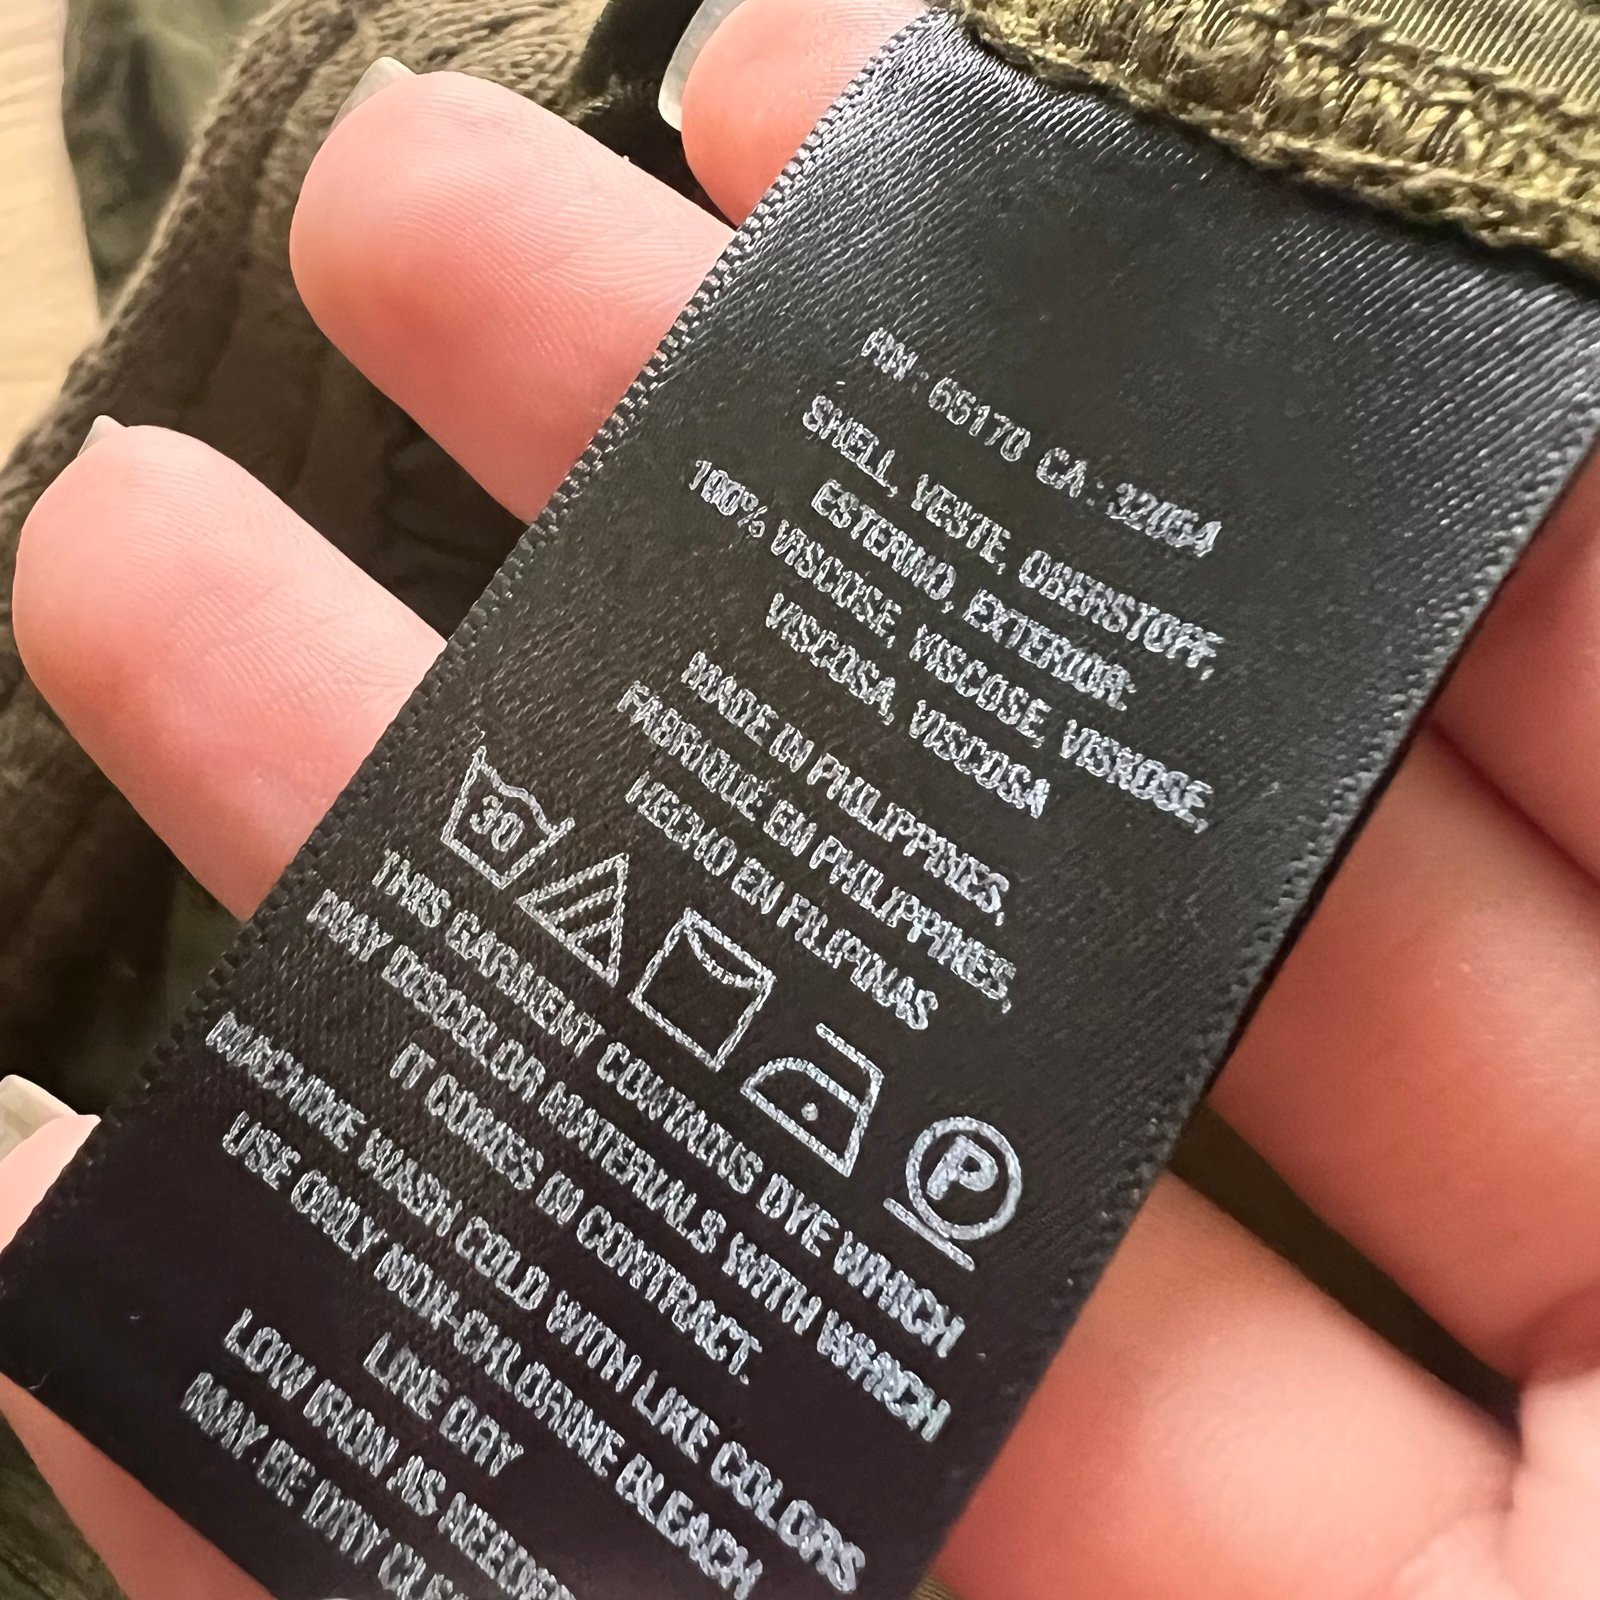 RN : 65170 CA : 32064
SHELL, VESTE, OBERSTOFF,
ESTERNO, EXTERIOR:
100% VISCOSE, VISCOSE, VISKOSE,
VISCOSA, VISCOSA
MADE IN PHILIPPINES,
FABRIQUÉ EN PHILIPPINES,
HECHO EN FILIPINAS
30
P
THIS GARMENT CONTAINS DYE WHICH
MAY DISCOLOR MATERIALS WITH WHICH
IT COMES IN CONTRACT.
MACHINE WASH COLD WITH LIKE COLORS
USE ONLY NON-CHLORINE BLEACH
LINE DRY
LOW IRON AS NEEDED
MAY BE DRY